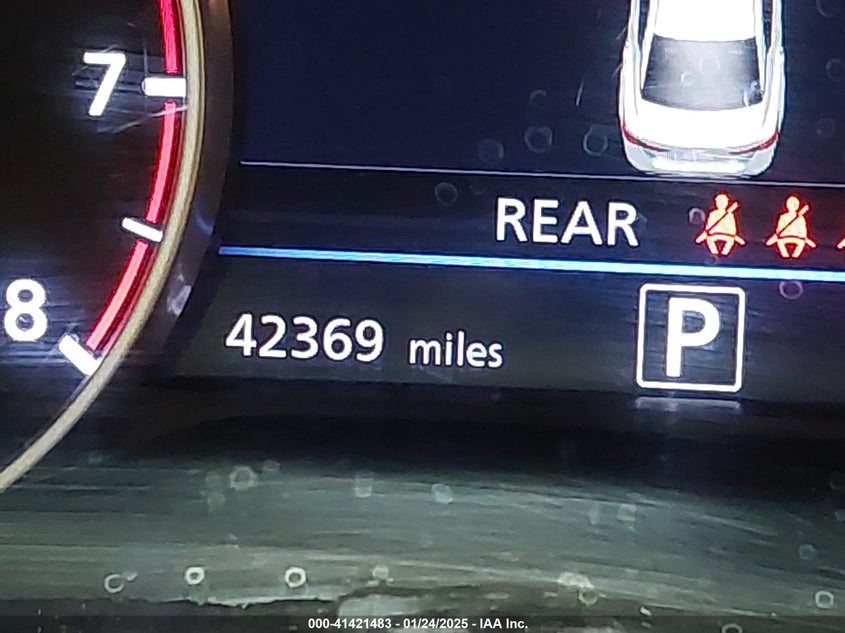 7
REAR
8
42369 miles
P
000-41421483 - 01/24/2025 - IAA Inc.